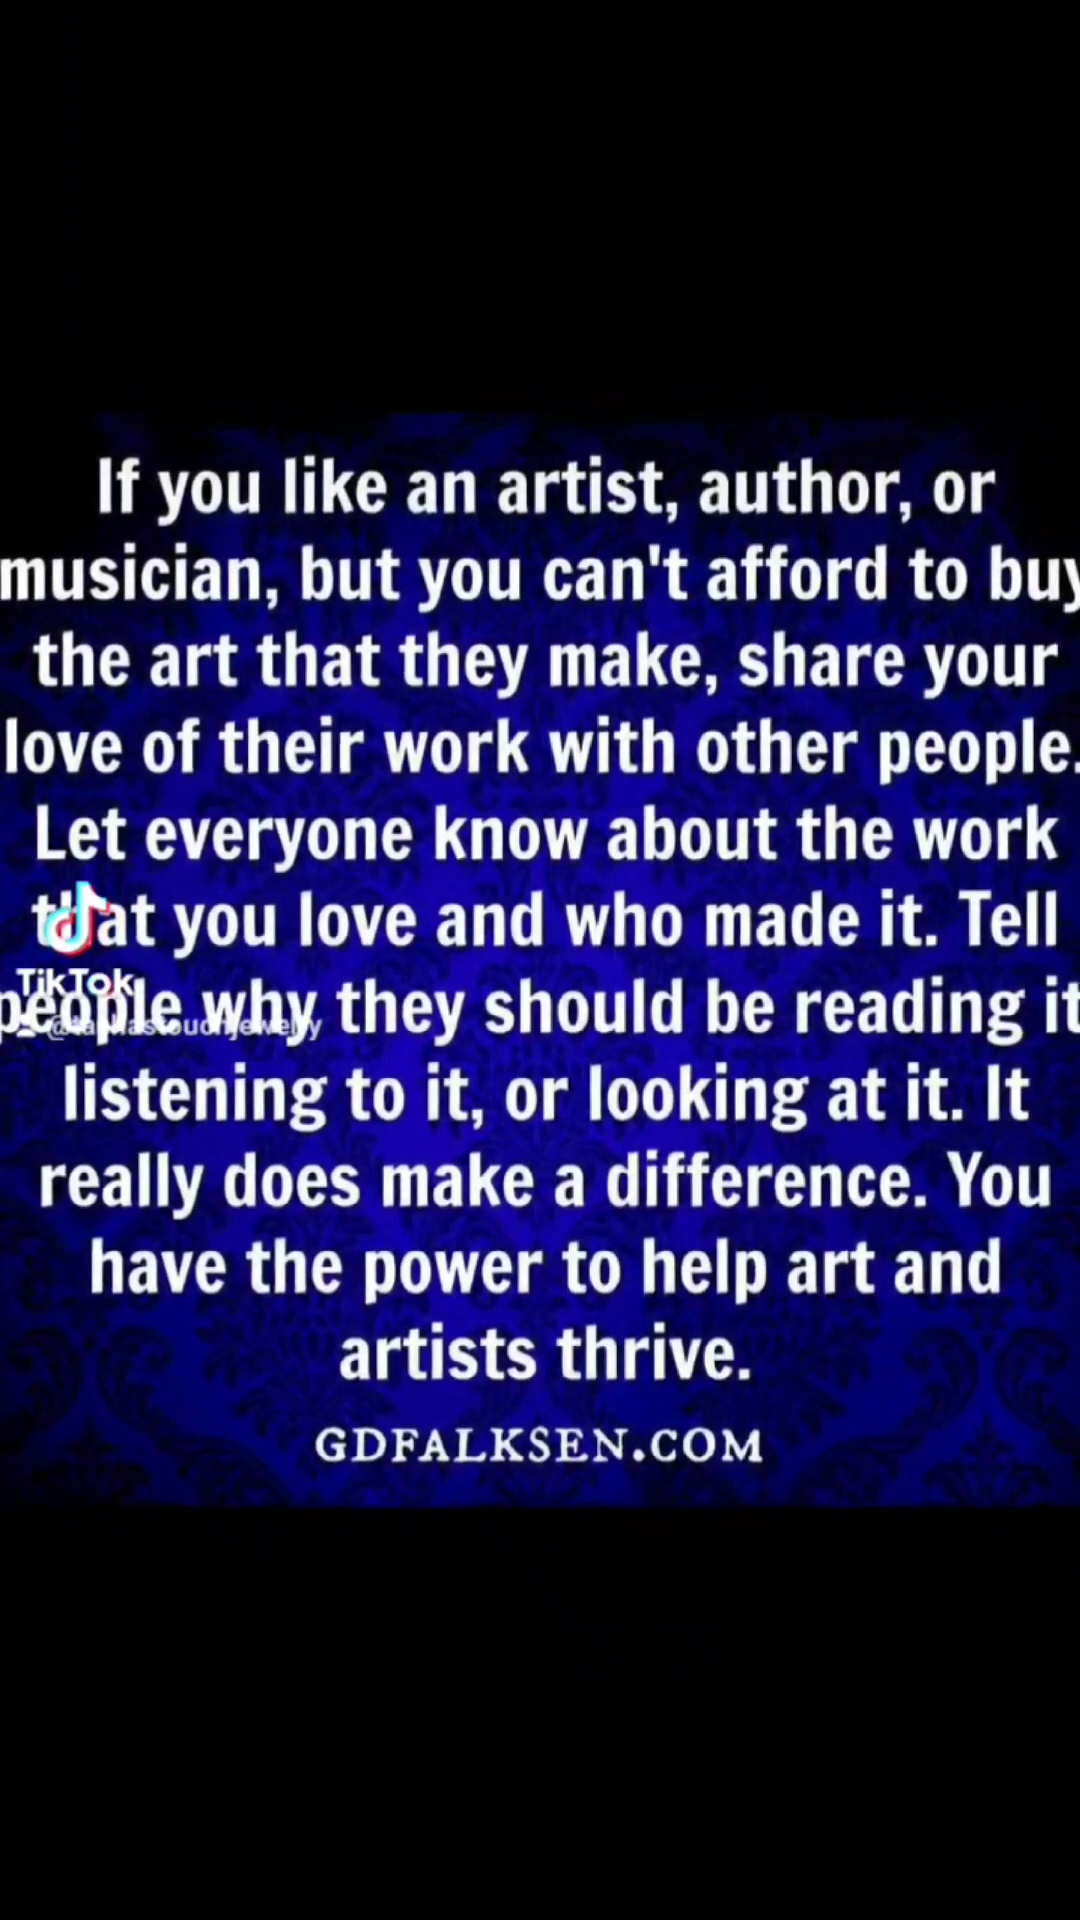 If you like an artist, author, or
musician, but you can't afford to buy
the art that they make, share your
love of their work with other people.
Let everyone know about the work
that you love and who made it. Tell
TikTok
people why they should be reading it
listening to it, or looking at it. It
really does make a difference. You
have the power to help art and
artists thrive.
GDFALKSEN.COM